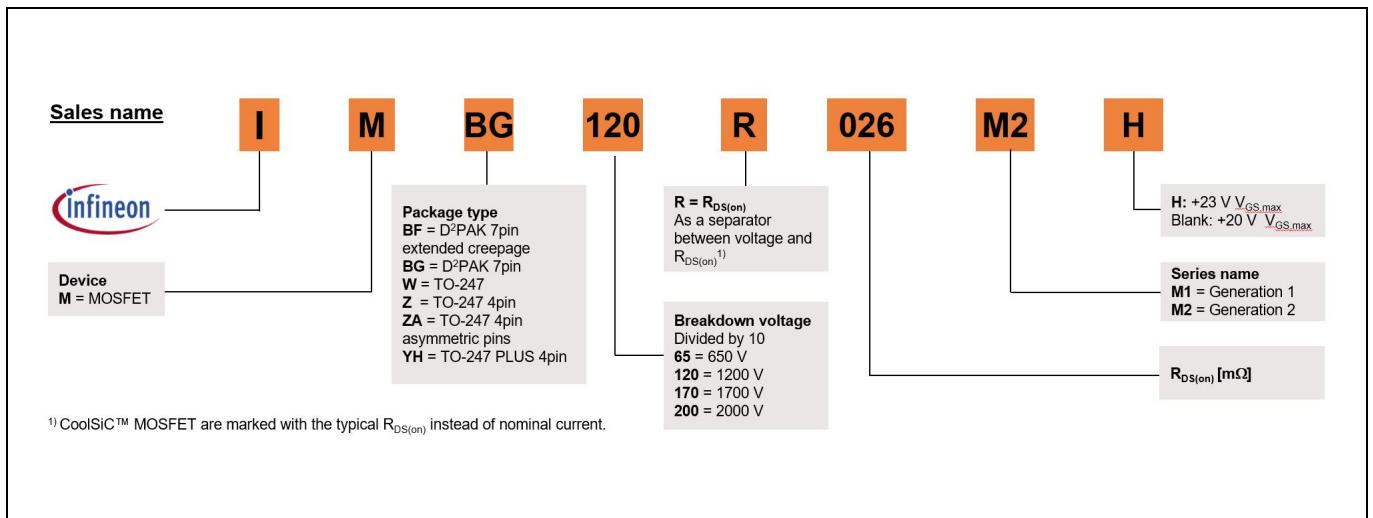 Sales name
I M BG 120 R 026 M2 H
infineon
Device
M = MOSFET
Package type
BF = D²PAK 7pin
extended creepage
BG = D²PAK 7pin
W = TO-247
Z = TO-247 4pin
ZA = TO-247 4pin
asymmetric pins
YH = TO-247 PLUS 4pin
R = RDS(on)
As a separator
between voltage and
RDS(on)1)
Breakdown voltage
Divided by 10
65 = 650 V
120 = 1200 V
170 = 1700 V
200 = 2000 V
H: +23 V VGS,max
Blank: +20 V VGS,max
Series name
M1 = Generation 1
M2 = Generation 2
RDS(on) [mΩ]
1) CoolSiC™ MOSFET are marked with the typical RDS(on) instead of nominal current.